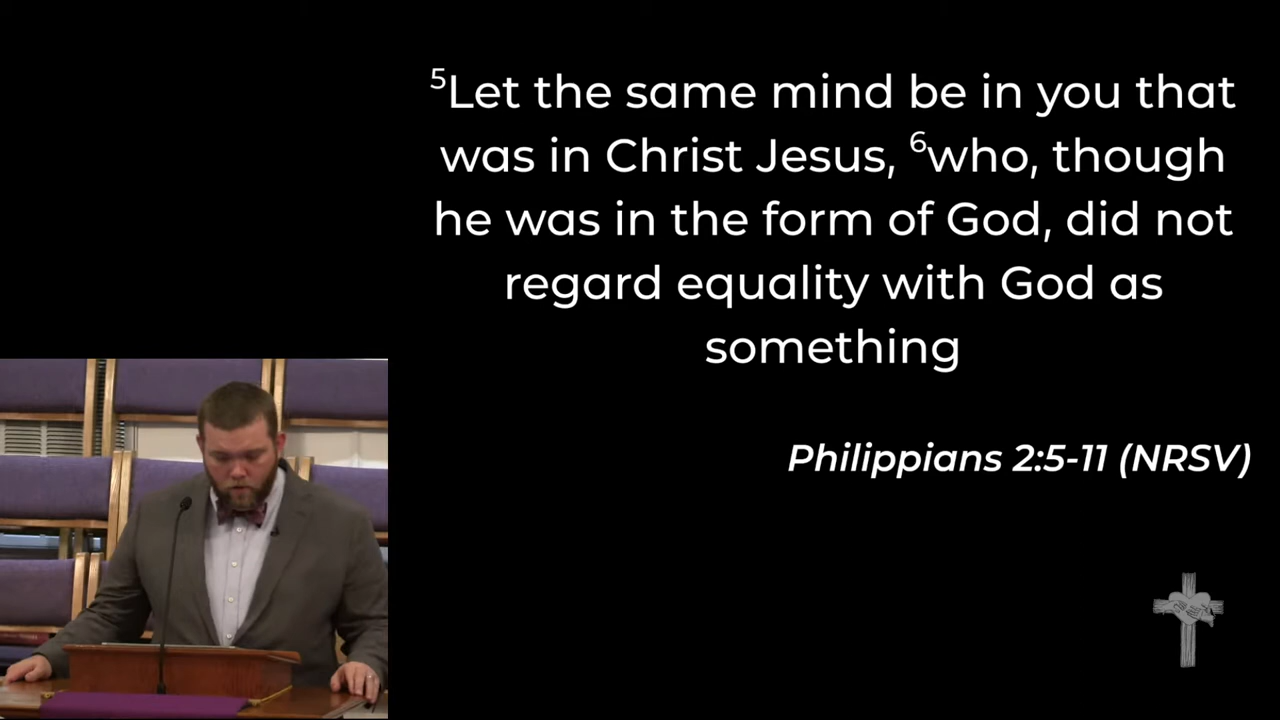 ⁵Let the same mind be in you that
was in Christ Jesus, ⁶who, though
he was in the form of God, did not
regard equality with God as
something
Philippians 2:5-11 (NRSV)